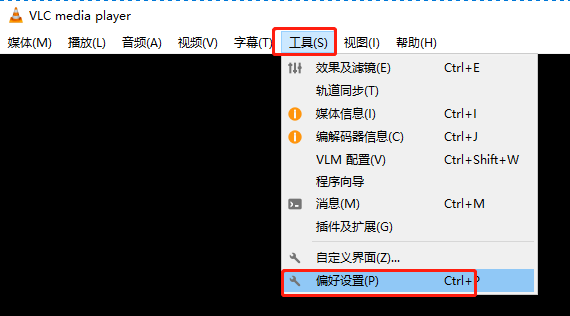 VLC media player
媒体(M) 播放(L) 音频(A) 视频(V) 字幕(T) 工具(S) 视图(I) 帮助(H)
效果及滤镜(E) Ctrl+E
轨道同步(T)
媒体信息(I) Ctrl+I
编解码器信息(C) Ctrl+J
VLM 配置(V) Ctrl+Shift+W
程序向导
消息(M) Ctrl+M
插件及扩展(G)
自定义界面(Z)...
偏好设置(P) Ctrl+P